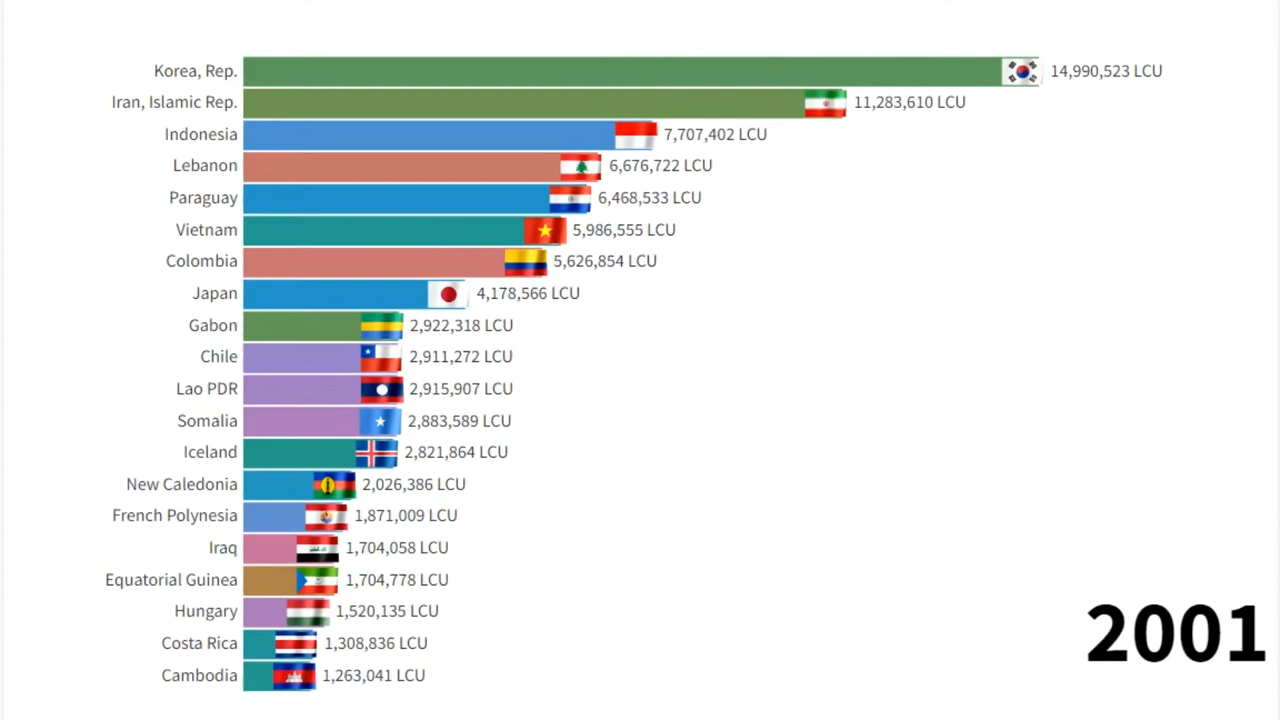 Korea, Rep. 14,990,523 LCU
Iran, Islamic Rep. 11,283,610 LCU
Indonesia 7,707,402 LCU
Lebanon 6,676,722 LCU
Paraguay 6,468,533 LCU
Vietnam 5,986,555 LCU
Colombia 5,626,854 LCU
Japan 4,178,566 LCU
Gabon 2,922,318 LCU
Chile 2,911,272 LCU
Lao PDR 2,915,907 LCU
Somalia 2,883,589 LCU
Iceland 2,821,864 LCU
New Caledonia 2,026,386 LCU
French Polynesia 1,871,009 LCU
Iraq 1,704,058 LCU
Equatorial Guinea 1,704,778 LCU
Hungary 1,520,135 LCU
Costa Rica 1,308,836 LCU
Cambodia 1,263,041 LCU
2001